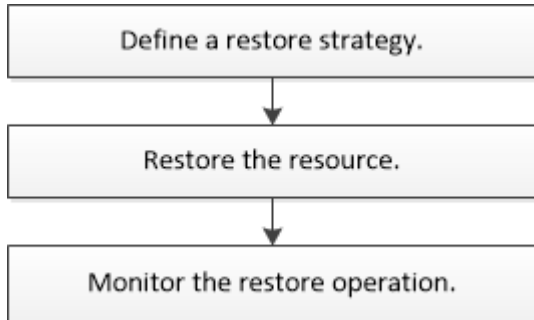 Define a restore strategy.
Restore the resource.
Monitor the restore operation.